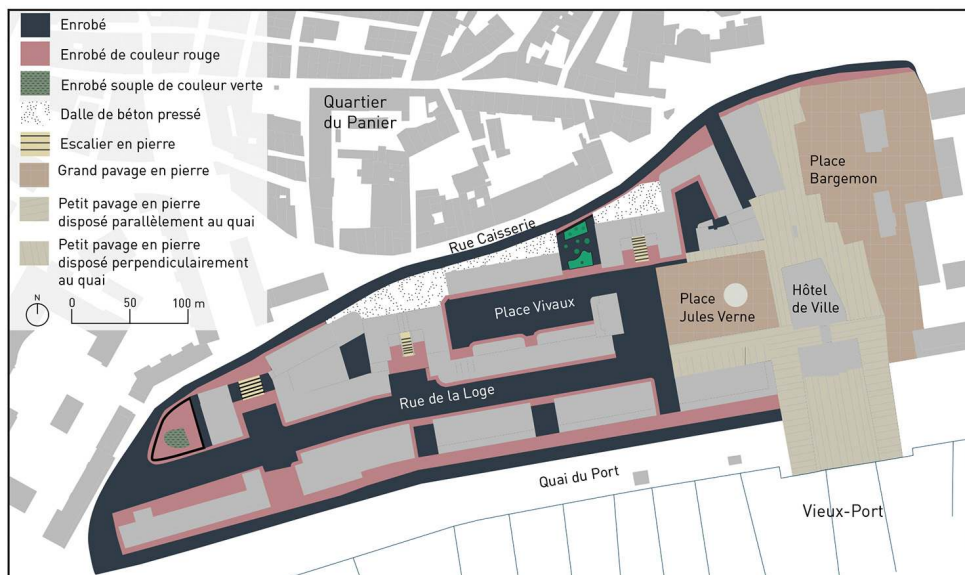 Enrobé
Enrobé de couleur rouge
Enrobé souple de couleur verte
Dalle de béton pressé
Escalier en pierre
Grand pavage en pierre
Petit pavage en pierre
disposé parallèlement au quai
Petit pavage en pierre
disposé perpendiculairement
au quai
N
0 50 100 m
Quartier
du Panier
Rue Caisserie
Place
Bargemon
Place Vivaux
Place
Jules Verne
Hôtel
de Ville
Rue de la Loge
Quai du Port
Vieux-Port